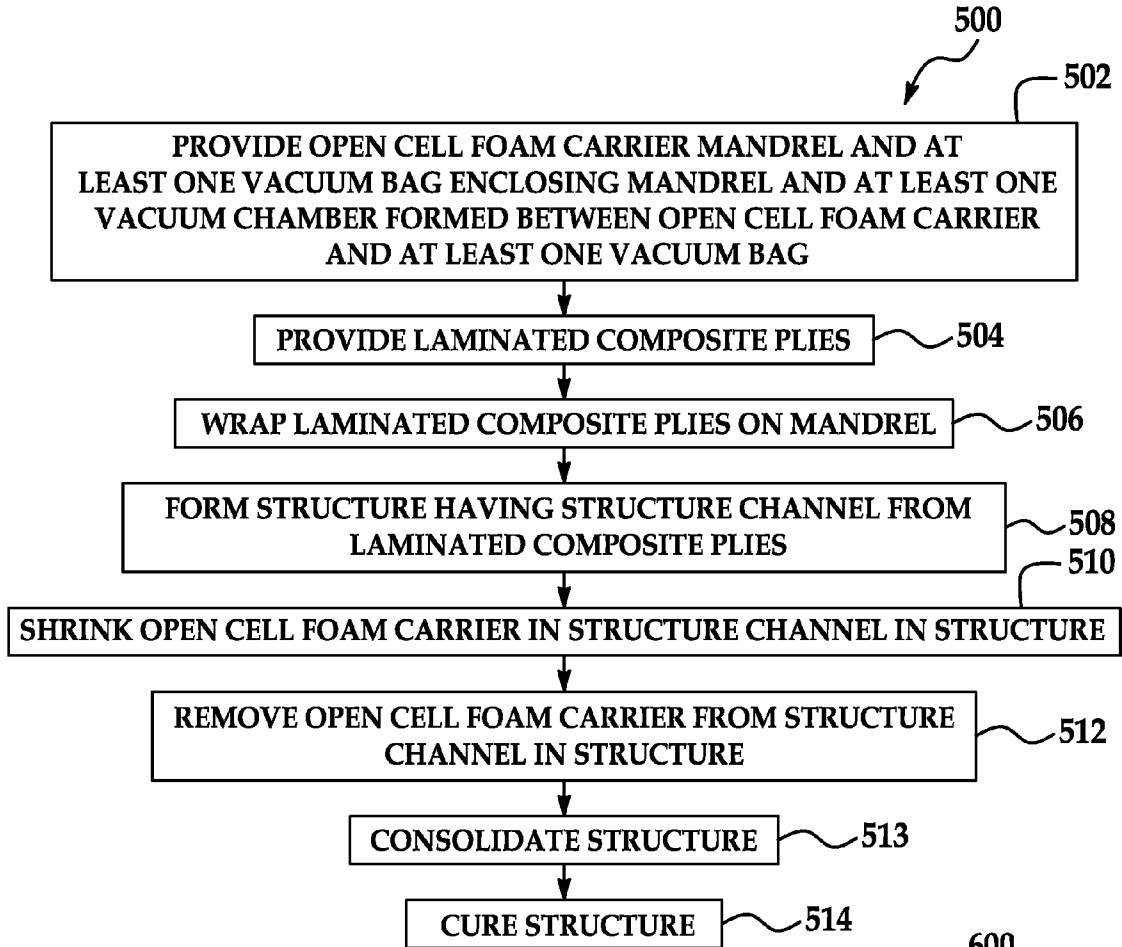 500
502
PROVIDE OPEN CELL FOAM CARRIER MANDREL AND AT
LEAST ONE VACUUM BAG ENCLOSING MANDREL AND AT LEAST ONE
VACUUM CHAMBER FORMED BETWEEN OPEN CELL FOAM CARRIER
AND AT LEAST ONE VACUUM BAG
PROVIDE LAMINATED COMPOSITE PLIES
504
WRAP LAMINATED COMPOSITE PLIES ON MANDREL
506
FORM STRUCTURE HAVING STRUCTURE CHANNEL FROM
LAMINATED COMPOSITE PLIES
508
510
SHRINK OPEN CELL FOAM CARRIER IN STRUCTURE CHANNEL IN STRUCTURE
REMOVE OPEN CELL FOAM CARRIER FROM STRUCTURE
CHANNEL IN STRUCTURE
512
CONSOLIDATE STRUCTURE
513
CURE STRUCTURE
514
600